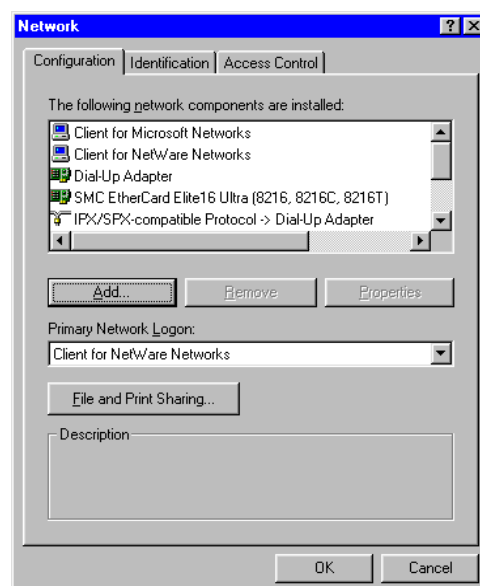 Network
Configuration Identification Access Control
The following network components are installed:
Client for Microsoft Networks
Client for NetWare Networks
Dial-Up Adapter
SMC EtherCard Elite16 Ultra (8216, 8216C, 8216T)
IPX/SPX-compatible Protocol -> Dial-Up Adapter
Add... Remove Properties
Primary Network Logon:
Client for NetWare Networks
File and Print Sharing...
Description
OK Cancel